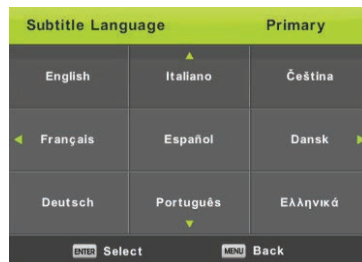 Subtitle Language Primary
English Italiano Čeština
Français Español Dansk
Deutsch Português Ελληνικά
ENTER Select MENU Back